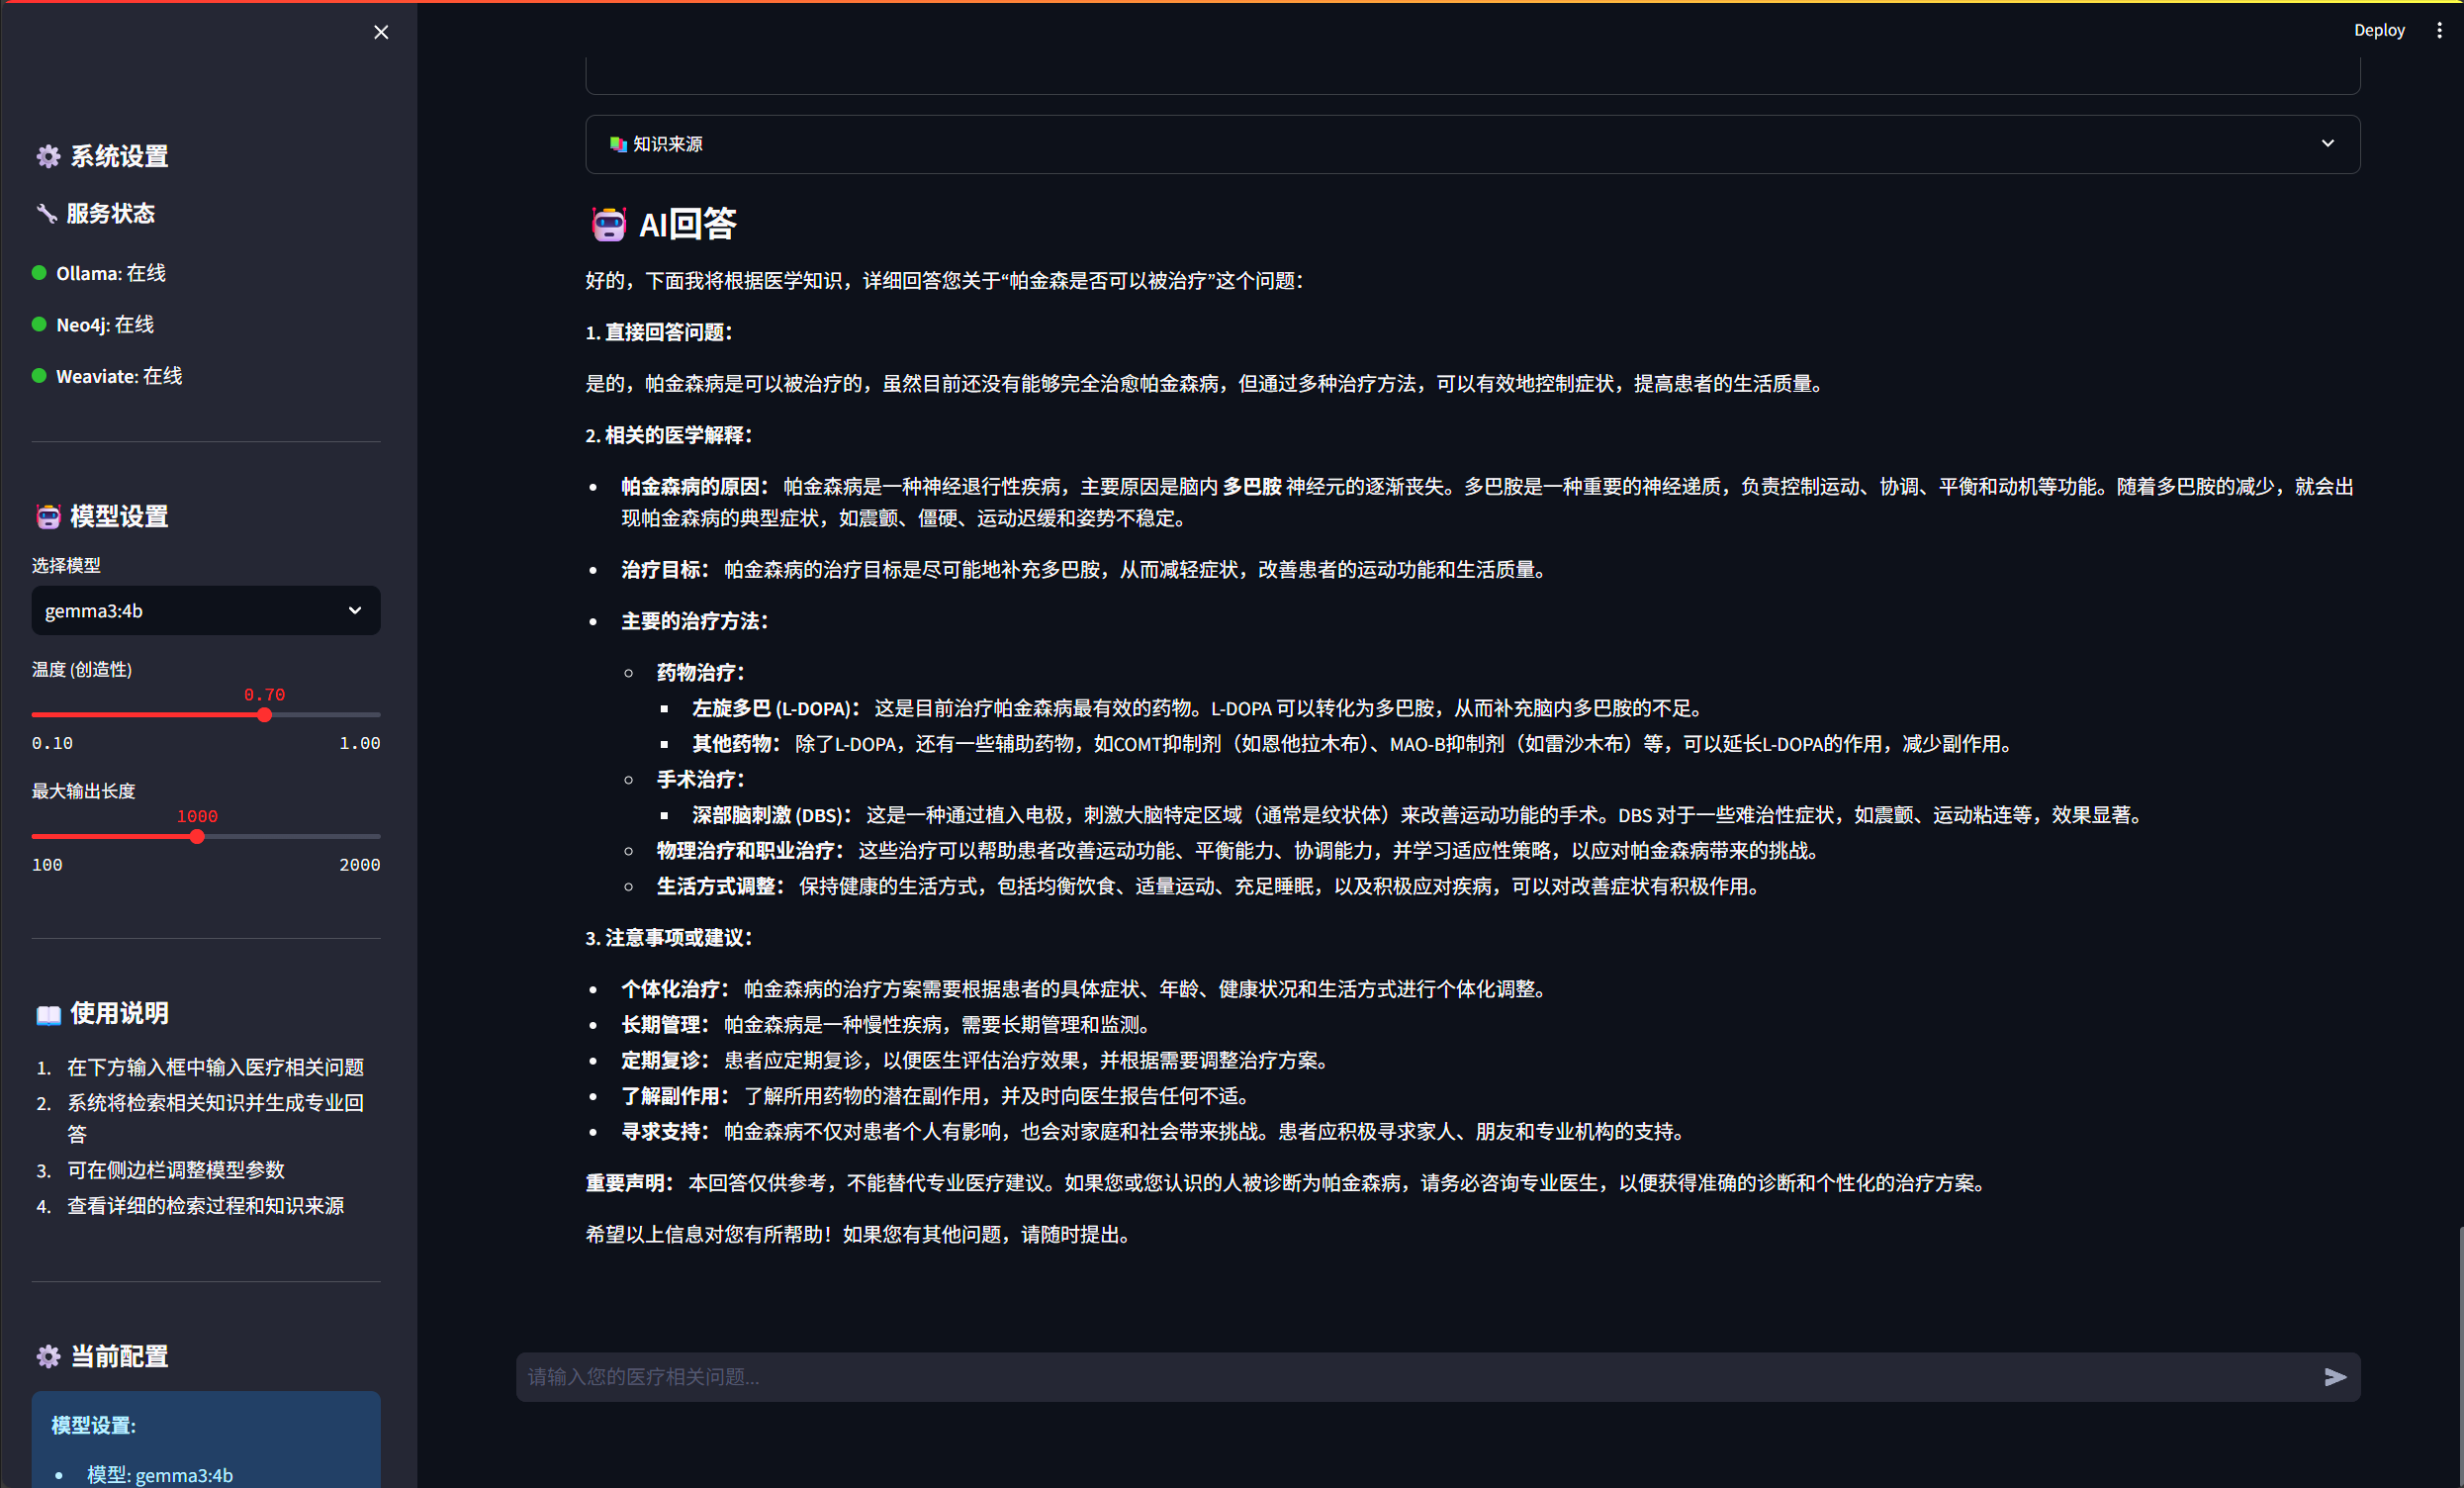 Deploy
系统设置
服务状态
Ollama: 在线
Neo4j: 在线
Weaviate: 在线
模型设置
选择模型
gemma3:4b
温度 (创造性)
0.70
0.10 1.00
最大输出长度
1000
100 2000
使用说明
1. 在下方输入框中输入医疗相关问题
2. 系统将检索相关知识并生成专业回
答
3. 可在侧边栏调整模型参数
4. 查看详细的检索过程和知识来源
当前配置
模型设置:
• 模型: gemma3:4b
知识来源
AI回答
好的，下面我将根据医学知识，详细回答您关于“帕金森是否可以被治疗”这个问题：
1. 直接回答问题：
是的，帕金森病是可以被治疗的，虽然目前还没有能够完全治愈帕金森病，但通过多种治疗方法，可以有效地控制症状，提高患者的生活质量。
2. 相关的医学解释：
• 帕金森病的原因： 帕金森病是一种神经退行性疾病，主要原因是脑内 多巴胺 神经元的逐渐丧失。多巴胺是一种重要的神经递质，负责控制运动、协调、平衡和动机等功能。随着多巴胺的减少，就会出
现帕金森病的典型症状，如震颤、僵硬、运动迟缓和姿势不稳定。
• 治疗目标： 帕金森病的治疗目标是尽可能地补充多巴胺，从而减轻症状，改善患者的运动功能和生活质量。
• 主要的治疗方法：
○ 药物治疗：
▪ 左旋多巴 (L-DOPA)： 这是目前治疗帕金森病最有效的药物。L-DOPA 可以转化为多巴胺，从而补充脑内多巴胺的不足。
▪ 其他药物： 除了L-DOPA，还有一些辅助药物，如COMT抑制剂（如恩他拉木布）、MAO-B抑制剂（如雷沙木布）等，可以延长L-DOPA的作用，减少副作用。
○ 手术治疗：
▪ 深部脑刺激 (DBS)： 这是一种通过植入电极，刺激大脑特定区域（通常是纹状体）来改善运动功能的手术。DBS 对于一些难治性症状，如震颤、运动粘连等，效果显著。
○ 物理治疗和职业治疗： 这些治疗可以帮助患者改善运动功能、平衡能力、协调能力，并学习适应性策略，以应对帕金森病带来的挑战。
○ 生活方式调整： 保持健康的生活方式，包括均衡饮食、适量运动、充足睡眠，以及积极应对疾病，可以对改善症状有积极作用。
3. 注意事项或建议：
• 个体化治疗： 帕金森病的治疗方案需要根据患者的具体症状、年龄、健康状况和生活方式进行个体化调整。
• 长期管理： 帕金森病是一种慢性疾病，需要长期管理和监测。
• 定期复诊： 患者应定期复诊，以便医生评估治疗效果，并根据需要调整治疗方案。
• 了解副作用： 了解所用药物的潜在副作用，并及时向医生报告任何不适。
• 寻求支持： 帕金森病不仅对患者个人有影响，也会对家庭和社会带来挑战。患者应积极寻求家人、朋友和专业机构的支持。
重要声明： 本回答仅供参考，不能替代专业医疗建议。如果您或您认识的人被诊断为帕金森病，请务必咨询专业医生，以便获得准确的诊断和个性化的治疗方案。
希望以上信息对您有所帮助！如果您有其他问题，请随时提出。
请输入您的医疗相关问题...